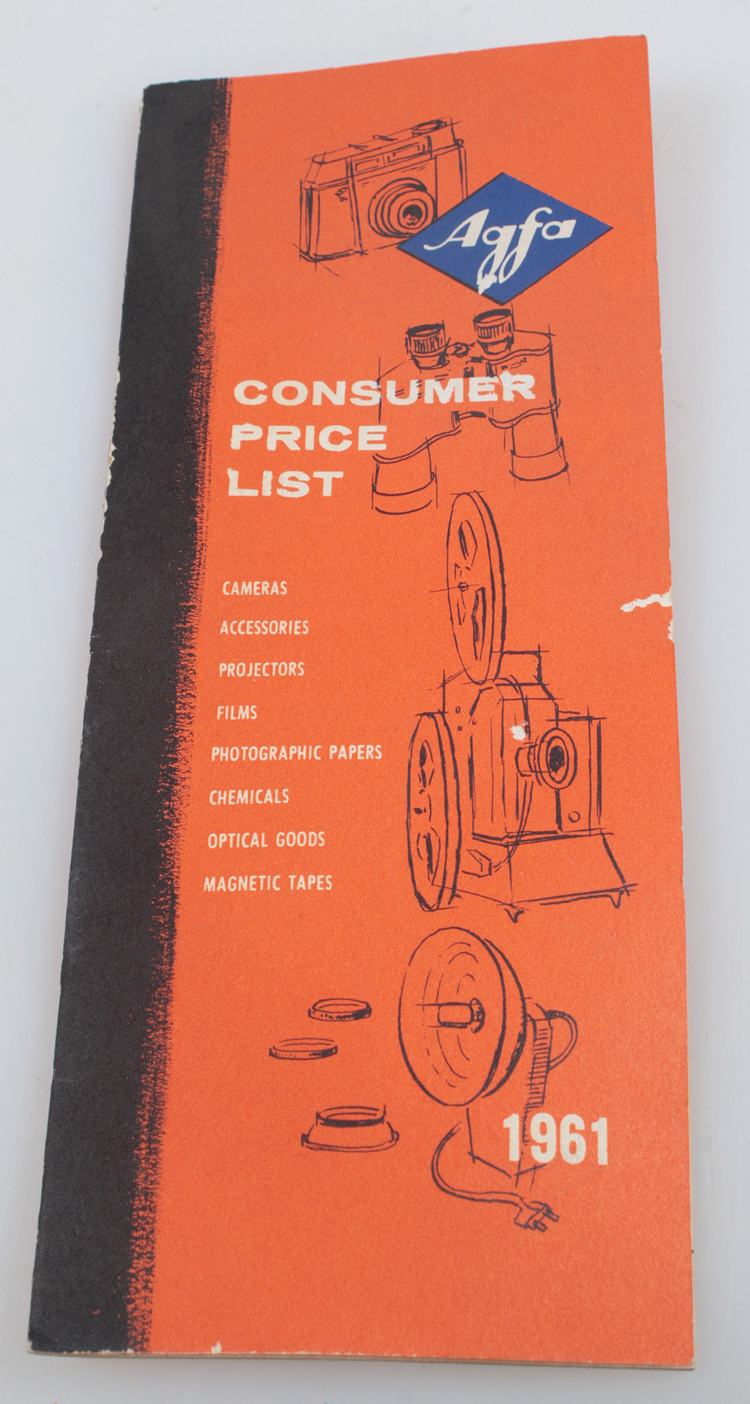 Agfa
CONSUMER
PRICE
LIST
CAMERAS
ACCESSORIES
PROJECTORS
FILMS
PHOTOGRAPHIC PAPERS
CHEMICALS
OPTICAL GOODS
MAGNETIC TAPES
1961